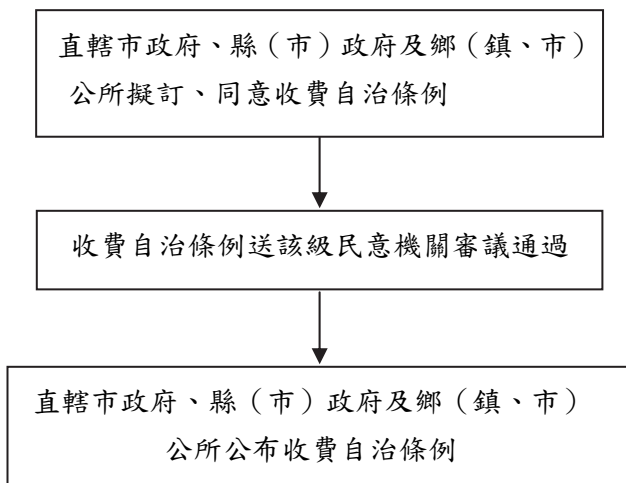 直轄市政府、縣（市）政府及鄉（鎮、市）
公所擬訂、同意收費自治條例
收費自治條例送該級民意機關審議通過
直轄市政府、縣（市）政府及鄉（鎮、市）
公所公布收費自治條例